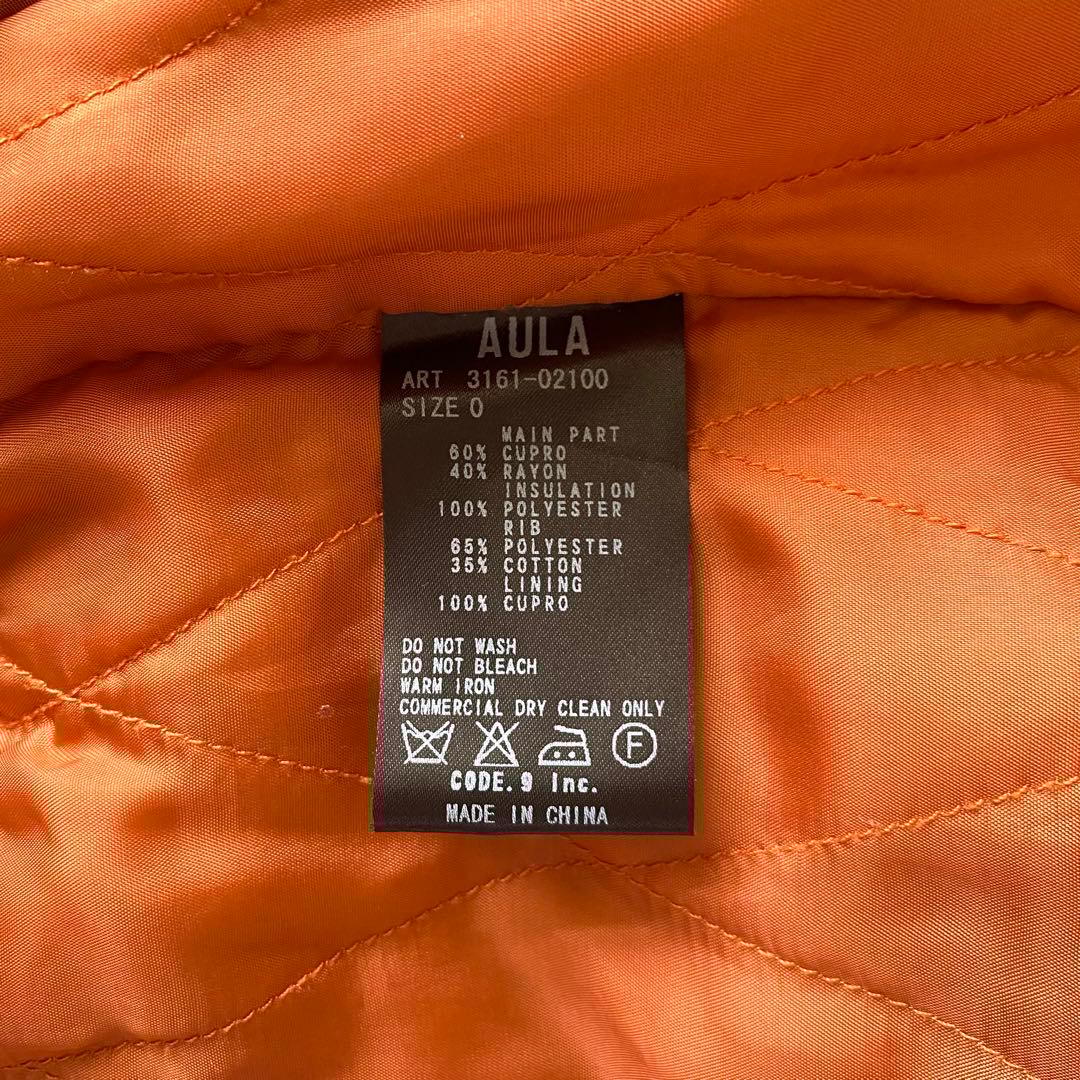 AULA
ART 3161-02100
SIZE 0
MAIN PART
60% CUPRO
40% RAYON
INSULATION
100% POLYESTER
RIB
65% POLYESTER
35% COTTON
LINING
100% CUPRO
DO NOT WASH
DO NOT BLEACH
WARM IRON
COMMERCIAL DRY CLEAN ONLY
F
CODE.9 Inc.
MADE IN CHINA